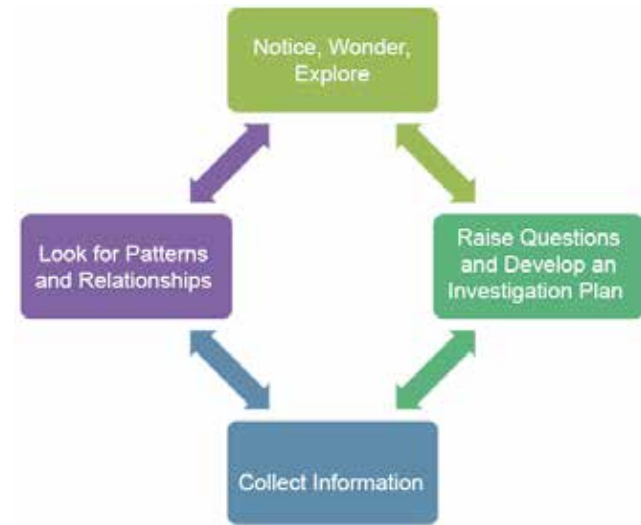 Notice, Wonder,
Explore
Raise Questions
and Develop an
Investigation Plan
Collect Information
Look for Patterns
and Relationships